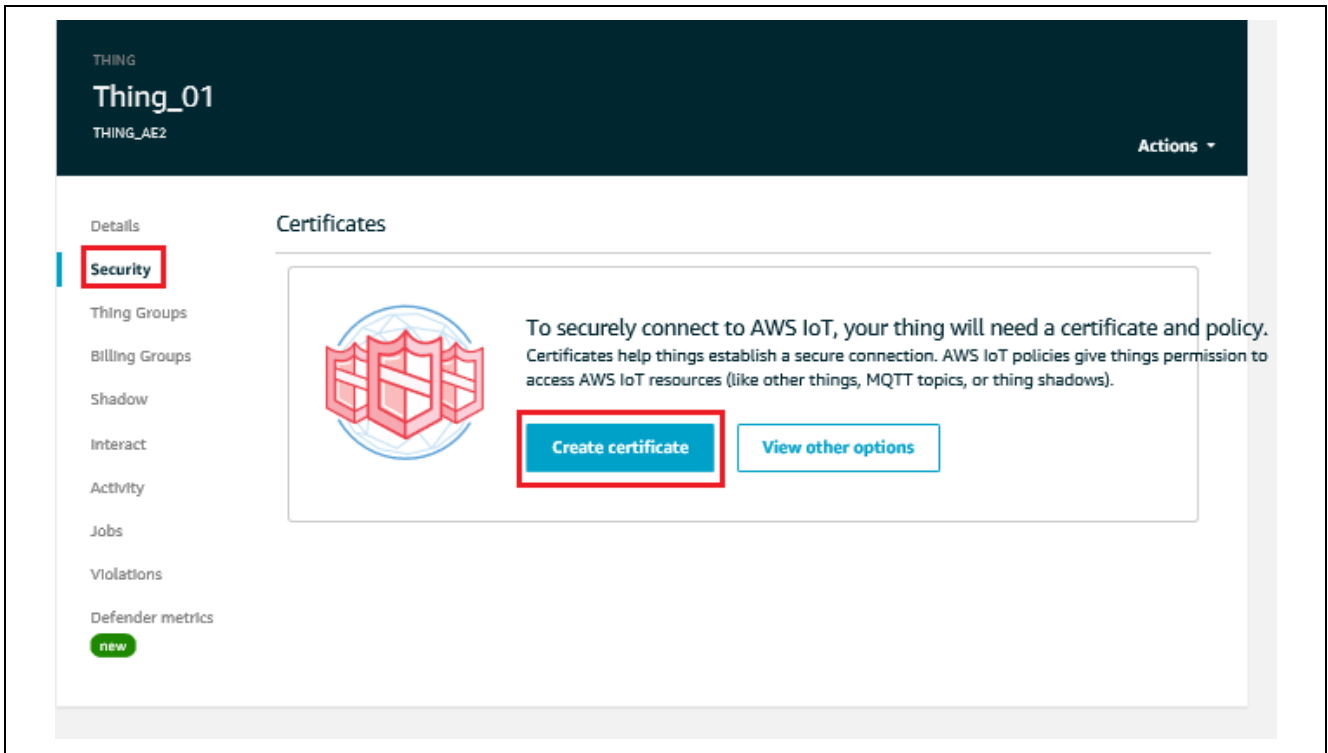 THING
Thing_01
THING_AE2
Actions
Details
Security
Thing Groups
Billing Groups
Shadow
Interact
Activity
Jobs
Violations
Defender metrics
new
Certificates
To securely connect to AWS IoT, your thing will need a certificate and policy.
Certificates help things establish a secure connection. AWS IoT policies give things permission to
access AWS IoT resources (like other things, MQTT topics, or thing shadows).
Create certificate
View other options